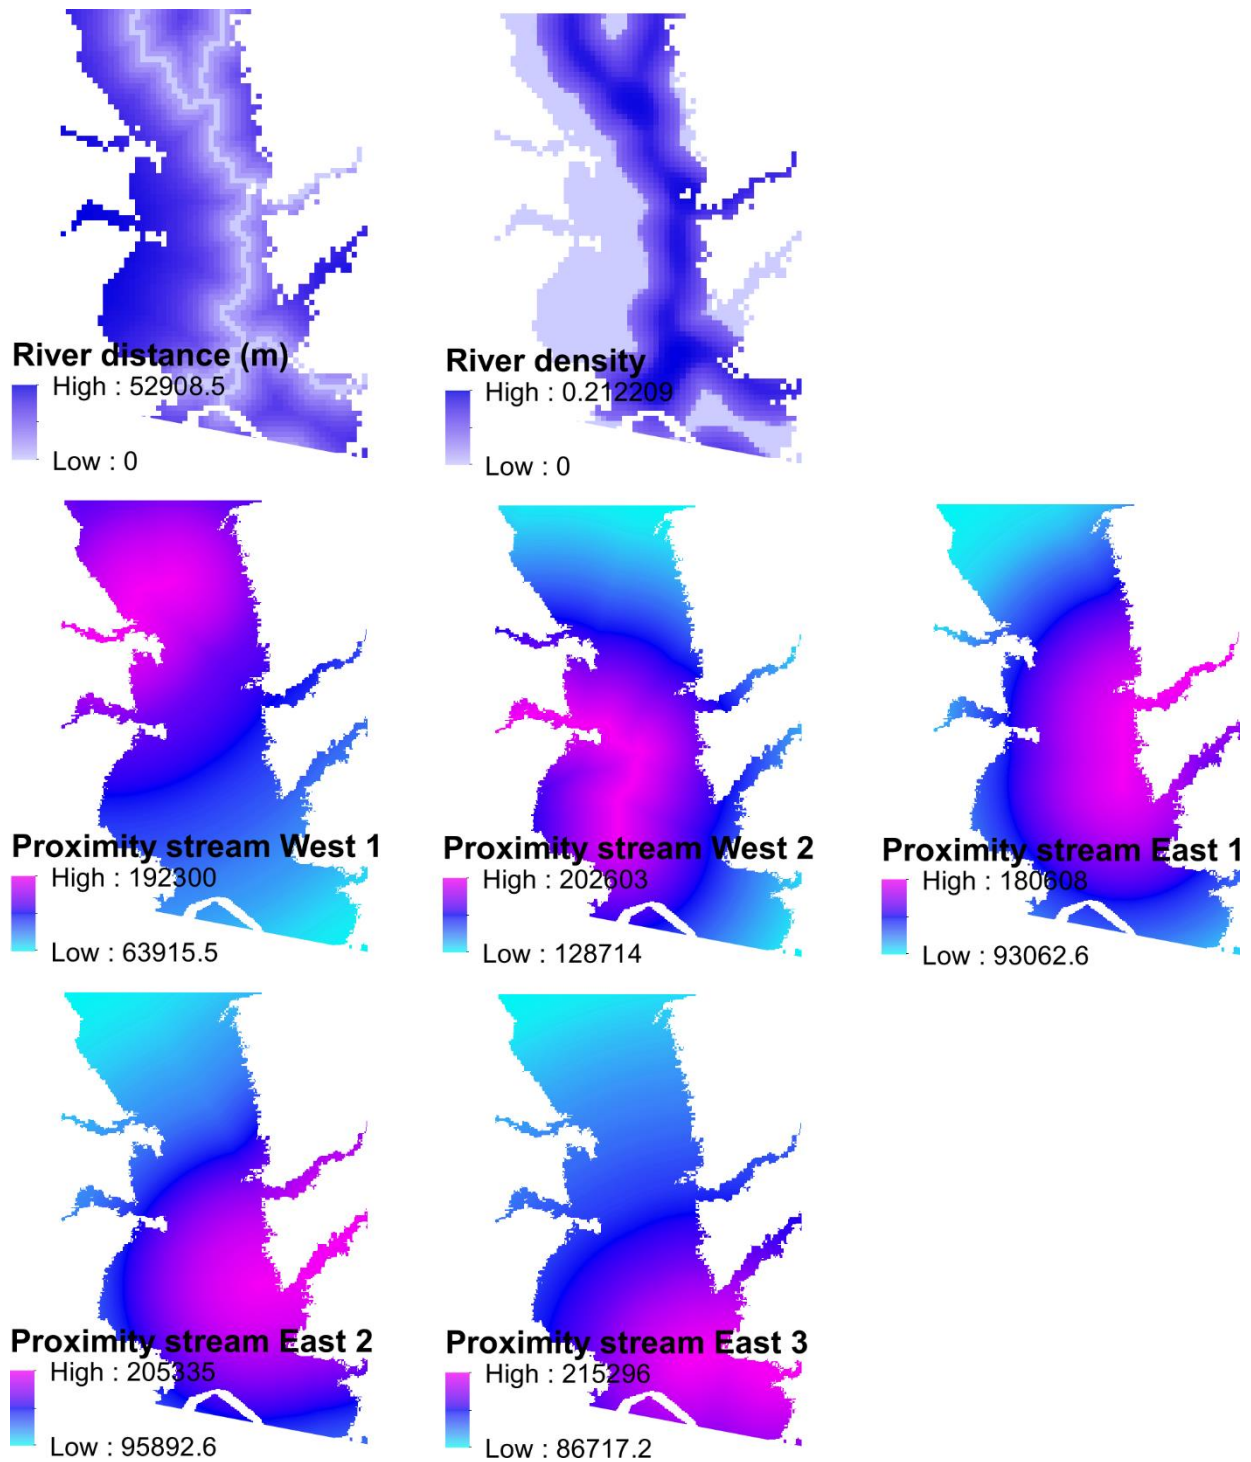 River distance (m)
High : 52908.5
Low : 0
River density
High : 0.212209
Low : 0
Proximity stream West 1
High : 192300
Low : 63915.5
Proximity stream West 2
High : 202603
Low : 128714
Proximity stream East 1
High : 180608
Low : 93062.6
Proximity stream East 2
High : 205335
Low : 95892.6
Proximity stream East 3
High : 215296
Low : 86717.2